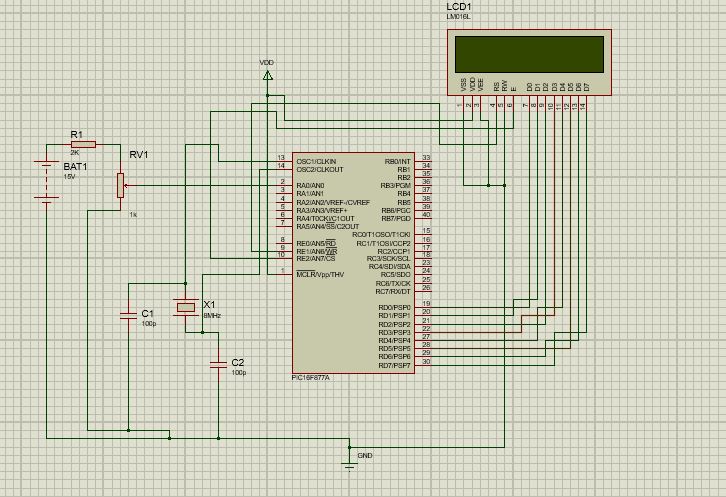 LCD1
LM016L
VSS
VDD
VEE
RS
RW
E
D0
D1
D2
D3
D4
D5
D6
D7
1
2
3
4
5
6
7
8
9
10
11
12
13
14
VDD
R1
2K
BAT1
15V
RV1
1k
13 OSC1/CLKIN
14 OSC2/CLKOUT
2 RA0/AN0
3 RA1/AN1
4 RA2/AN2/VREF-/CVREF
5 RA3/AN3/VREF+
6 RA4/T0CKI/C1OUT
7 RA5/AN4/SS/C2OUT
8 RE0/AN5/RD
9 RE1/AN6/WR
10 RE2/AN7/CS
1 MCLR/Vpp/THV
RB0/INT 33
RB1 34
RB2 35
RB3/PGM 36
RB4 37
RB5 38
RB6/PGC 39
RB7/PGD 40
RC0/T1OSO/T1CKI 15
RC1/T1OSI/CCP2 16
RC2/CCP1 17
RC3/SCK/SCL 18
RC4/SDI/SDA 23
RC5/SDO 24
RC6/TX/CK 25
RC7/RX/DT 26
RD0/PSP0 19
RD1/PSP1 20
RD2/PSP2 21
RD3/PSP3 22
RD4/PSP4 27
RD5/PSP5 28
RD6/PSP6 29
RD7/PSP7 30
PIC16F877A
C1
100p
X1
8MHz
C2
100p
GND